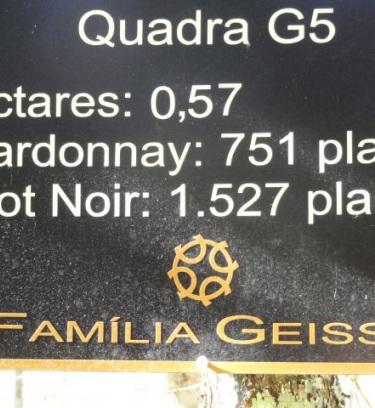 Quadra G5
ctares: 0,57
ardonnay: 751 pla
ot Noir: 1.527 pla
FAMÍLIA GEISS